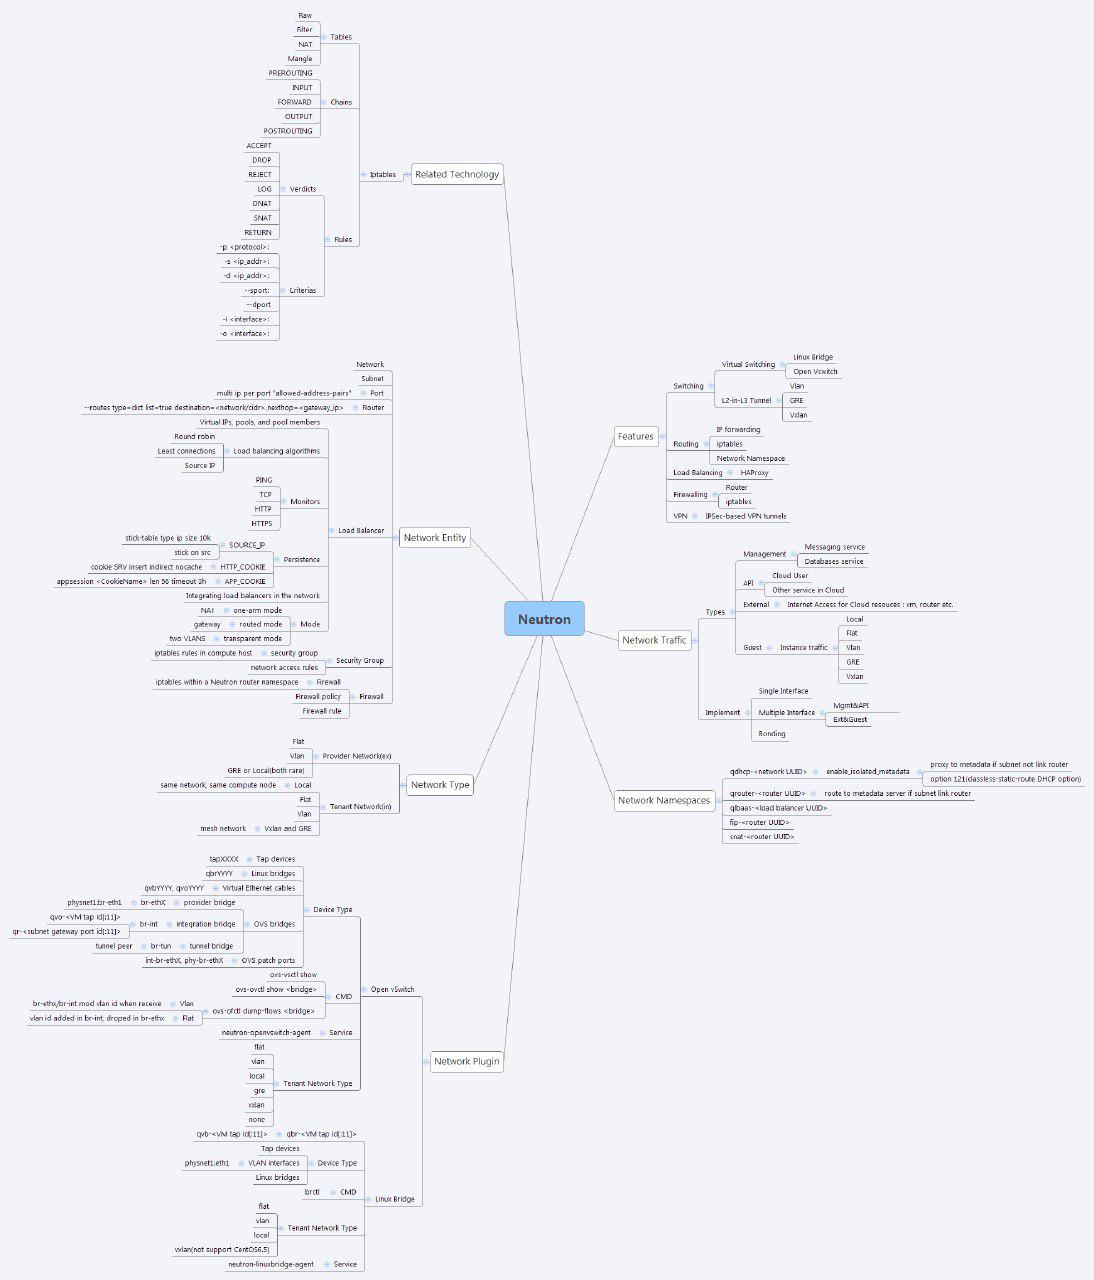 Neutron
Related Technology
Iptables
Tables
Raw
Filter
NAT
Mangle
Chains
PREROUTING
INPUT
FORWARD
OUTPUT
POSTROUTING
Rules
Verdicts
ACCEPT
DROP
REJECT
LOG
DNAT
SNAT
RETURN
Criterias
-p <protocol>:
-s <ip_addr>:
-d <ip_addr>:
--sport:
--dport
-i <interface>:
-o <interface>:
Network Entity
Network
Subnet
Port
multi ip per port "allowed-address-pairs"
Router
--routes type=dict list=true destination=<network/cidr>,nexthop=<gateway_ip>
Load Balancer
Virtual IPs, pools, and pool members
Load balancing algorithms
Round robin
Least connections
Source IP
Monitors
PING
TCP
HTTP
HTTPS
Persistence
SOURCE_IP
stick-table type ip size 10k
stick on src
HTTP_COOKIE
cookie SRV insert indirect nocache
APP_COOKIE
appsession <CookieName> len 56 timeout 3h
Integrating load balancers in the network
Mode
one-arm mode
NAT
routed mode
gateway
transparent mode
two VLANS
Security Group
security group
iptables rules in compute host
network access rules
Firewall
Firewall
iptables within a Neutron router namespace
Firewall policy
Firewall rule
Network Type
Provider Network(ex)
Flat
Vlan
GRE or Local(both rare)
Tenant Network(in)
Local
same network, same compute node
Flat
Vlan
Vxlan and GRE
mesh network
Network Plugin
Open vSwitch
Device Type
Tap devices
tapXXXX
Linux bridges
qbrYYYY
Virtual Ethernet cables
qvbYYYY, qvoYYYY
OVS bridges
provider bridge
br-ethX
physnet1:br-eth1
integration bridge
br-int
qvo-<VM tap id[:11]>
qr-<subnet gateway port id[:11]>
tunnel bridge
br-tun
tunnel peer
OVS patch ports
int-br-ethX, phy-br-ethX
CMD
ovs-vsctl show
ovs-ovctl show <bridge>
ovs-ofctl dump-flows <bridge>
Vlan
br-ethx/br-int mod vlan id when receive
Flat
vlan id added in br-int, droped in br-ethx
Service
neutron-openvswitch-agent
Tenant Network Type
flat
vlan
local
gre
vxlan
none
Linux Bridge
qbr-<VM tap id[:11]>
qvb-<VM tap id[:11]>
Device Type
Tap devices
VLAN interfaces
physnet1:eth1
Linux bridges
CMD
brctl
Tenant Network Type
flat
vlan
local
vxlan(not support CentOS6.5)
Service
neutron-linuxbridge-agent
Features
Switching
Virtual Switching
Linux Bridge
Open Vswitch
L2-in-L3 Tunnel
Vlan
GRE
Vxlan
Routing
IP forwarding
iptables
Network Namespace
Load Balancing
HAProxy
Firewalling
Router
iptables
VPN
IPSec-based VPN tunnels
Network Traffic
Types
Management
Messaging service
Databases service
API
Cloud User
Other service in Cloud
External
Internet Access for Cloud resouces : vm, router etc.
Guest
Instance traffic
Local
Flat
Vlan
GRE
Vxlan
Implement
Single Interface
Multiple Interface
Mgmt&API
Ext&Guest
Bonding
Network Namespaces
qdhcp-<network UUID>
enable_isolated_metadata
proxy to metadata if subnet not link router
option 121(classless-static-route DHCP option)
qrouter-<router UUID>
route to metadata server if subnet link router
qlbaas-<load balancer UUID>
fip-<router UUID>
snat-<router UUID>